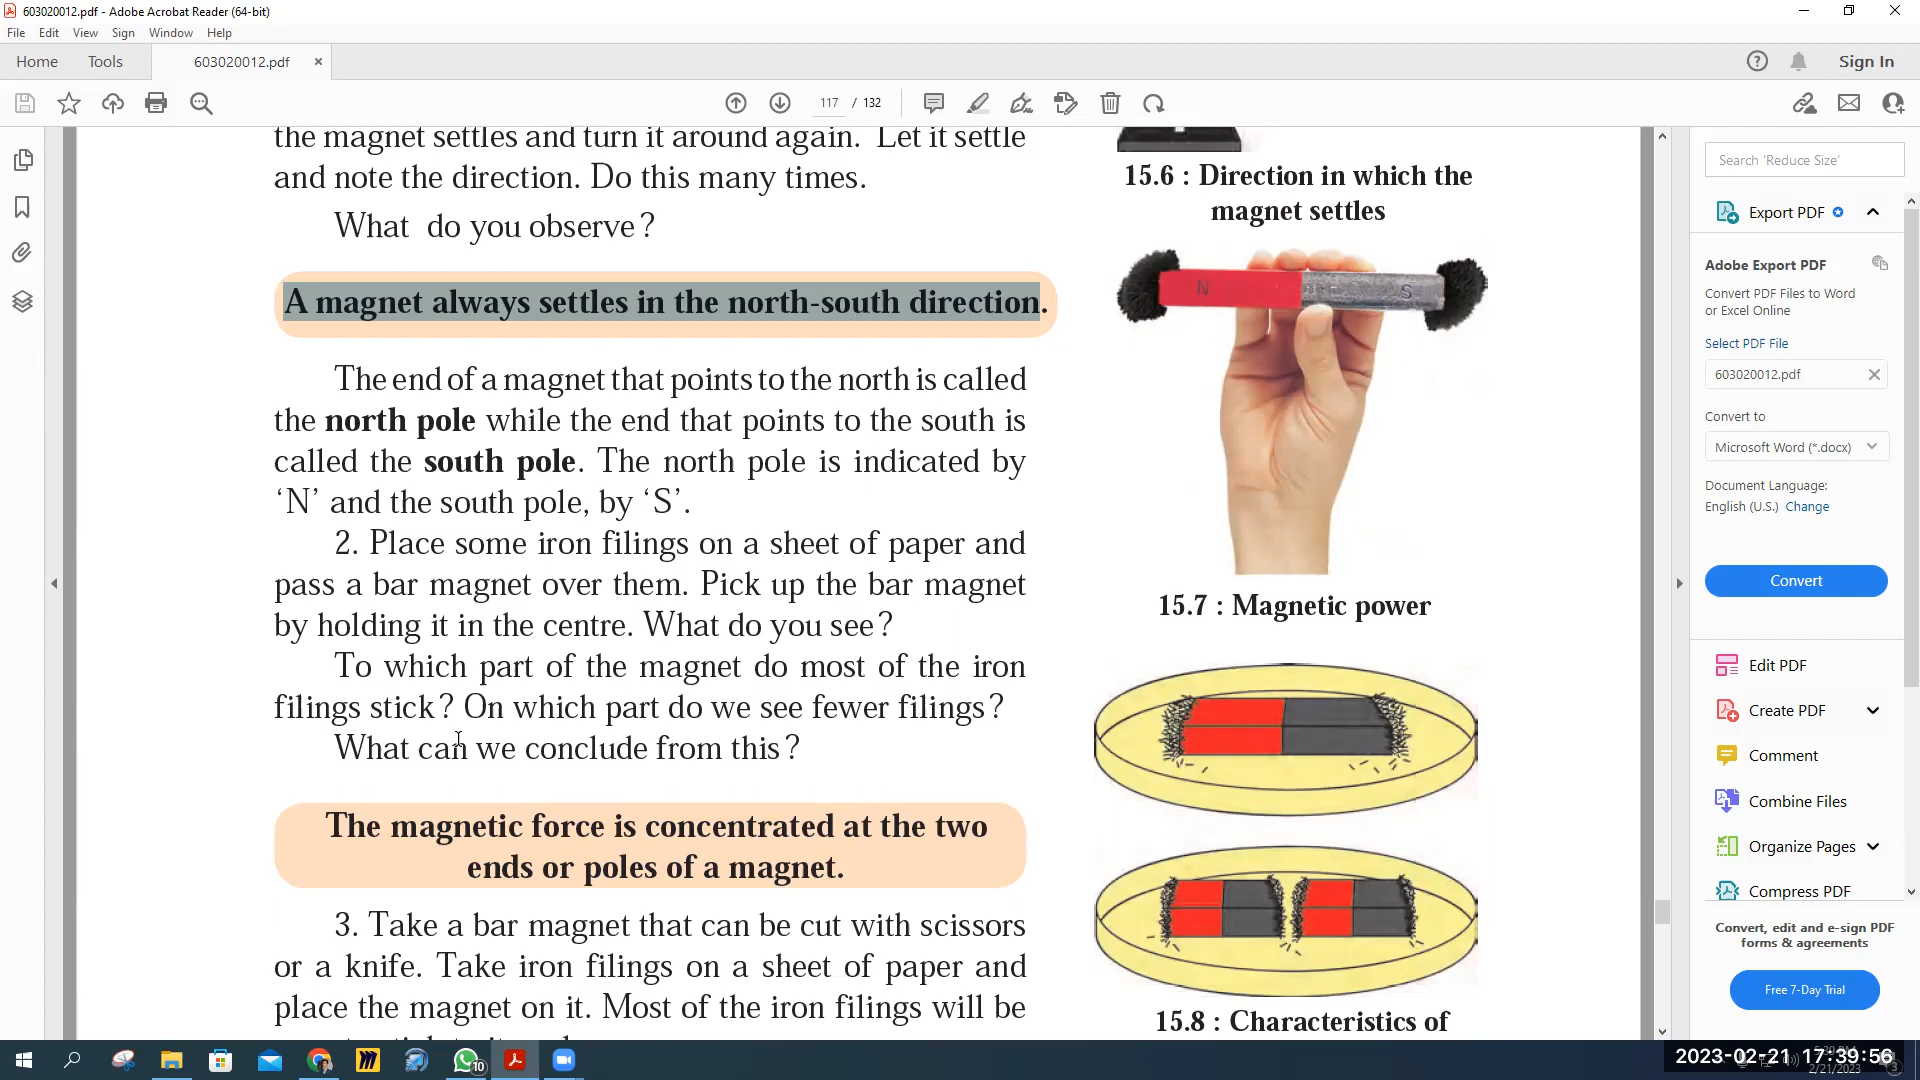 603020012.pdf - Adobe Acrobat Reader (64-bit)
File Edit View Sign Window Help
Home Tools 603020012.pdf Sign In
117 / 132
the magnet settles and turn it around again. Let it settle
and note the direction. Do this many times.
What do you observe?
A magnet always settles in the north-south direction.
The end of a magnet that points to the north is called
the north pole while the end that points to the south is
called the south pole. The north pole is indicated by
‘N’ and the south pole, by ‘S’.
2. Place some iron filings on a sheet of paper and
pass a bar magnet over them. Pick up the bar magnet
by holding it in the centre. What do you see?
To which part of the magnet do most of the iron
filings stick? On which part do we see fewer filings?
What can we conclude from this?
The magnetic force is concentrated at the two
ends or poles of a magnet.
3. Take a bar magnet that can be cut with scissors
or a knife. Take iron filings on a sheet of paper and
place the magnet on it. Most of the iron filings will be
15.6 : Direction in which the
magnet settles
N S
15.7 : Magnetic power
15.8 : Characteristics of
Search 'Reduce Size'
Export PDF
Adobe Export PDF
Convert PDF Files to Word
or Excel Online
Select PDF File
603020012.pdf
Convert to
Microsoft Word (*.docx)
Document Language:
English (U.S.) Change
Convert
Edit PDF
Create PDF
Comment
Combine Files
Organize Pages
Compress PDF
Convert, edit and e-sign PDF
forms & agreements
Free 7-Day Trial
10
2023-02-21 17:39:56
2/21/2023
3